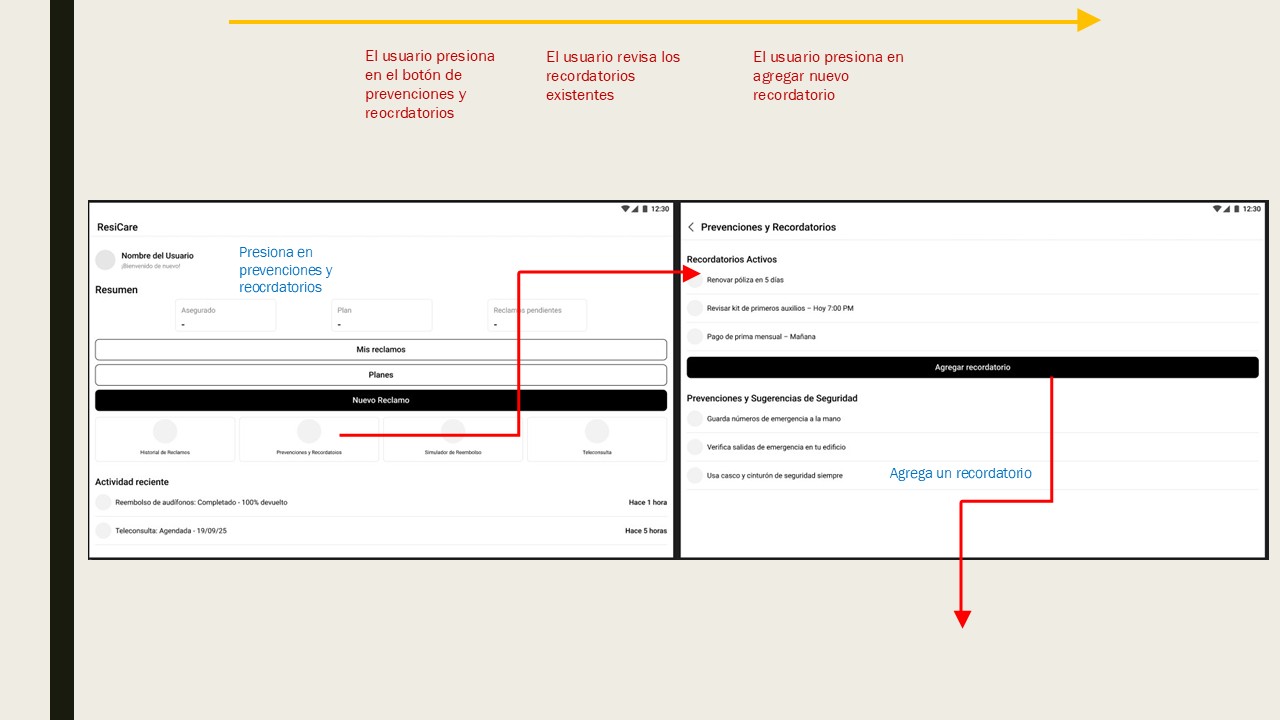 El usuario presiona
en el botón de
prevenciones y
reocrdatorios
El usuario revisa los
recordatorios
existentes
El usuario presiona en
agregar nuevo
recordatorio
12:30
ResiCare
Nombre del Usuario
¡Bienvenido de nuevo!
Presiona en
prevenciones y
reocrdatorios
Resumen
Asegurado
-
Plan
-
Reclamos pendientes
-
Mis reclamos
Planes
Nuevo Reclamo
Historial de Reclamos
Prevenciones y Recordatorios
Simulador de Reembolso
Teleconsulta
Actividad reciente
Reembolso de audífonos: Completado - 100% devuelto
Hace 1 hora
Teleconsulta: Agendada - 19/09/25
Hace 5 horas
12:30
Prevenciones y Recordatorios
Recordatorios Activos
Renovar póliza en 5 días
Revisar kit de primeros auxilios – Hoy 7:00 PM
Pago de prima mensual – Mañana
Agregar recordatorio
Prevenciones y Sugerencias de Seguridad
Guarda números de emergencia a la mano
Verifica salidas de emergencia en tu edificio
Usa casco y cinturón de seguridad siempre
Agrega un recordatorio